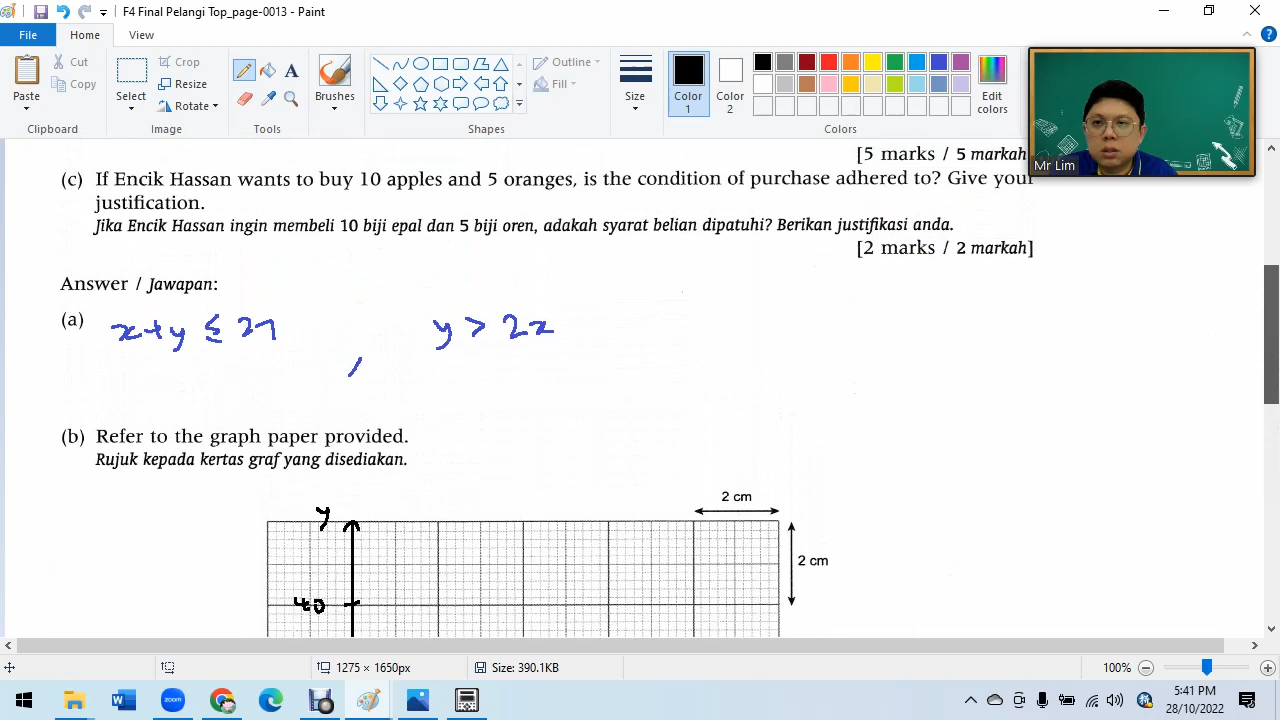 F4 Final Pelangi Top_page-0013 - Paint
File Home View
Paste
Cut
Copy
Clipboard
Select
Crop
Resize
Rotate
Image
A
Tools
Brushes
Shapes
Outline
Fill
Size
Color 1
Color 2
Edit colors
Colors
Mr Lim
[5 marks / 5 markah
(c) If Encik Hassan wants to buy 10 apples and 5 oranges, is the condition of purchase adhered to? Give your
justification.
Jika Encik Hassan ingin membeli 10 biji epal dan 5 biji oren, adakah syarat belian dipatuhi? Berikan justifikasi anda.
[2 marks / 2 markah]
Answer / Jawapan:
(a) x+y ≤ 27 , y > 2x
(b) Refer to the graph paper provided.
Rujuk kepada kertas graf yang disediakan.
2 cm
y
2 cm
40
1275 × 1650px
Size: 390.1KB
100%
5:41 PM
28/10/2022